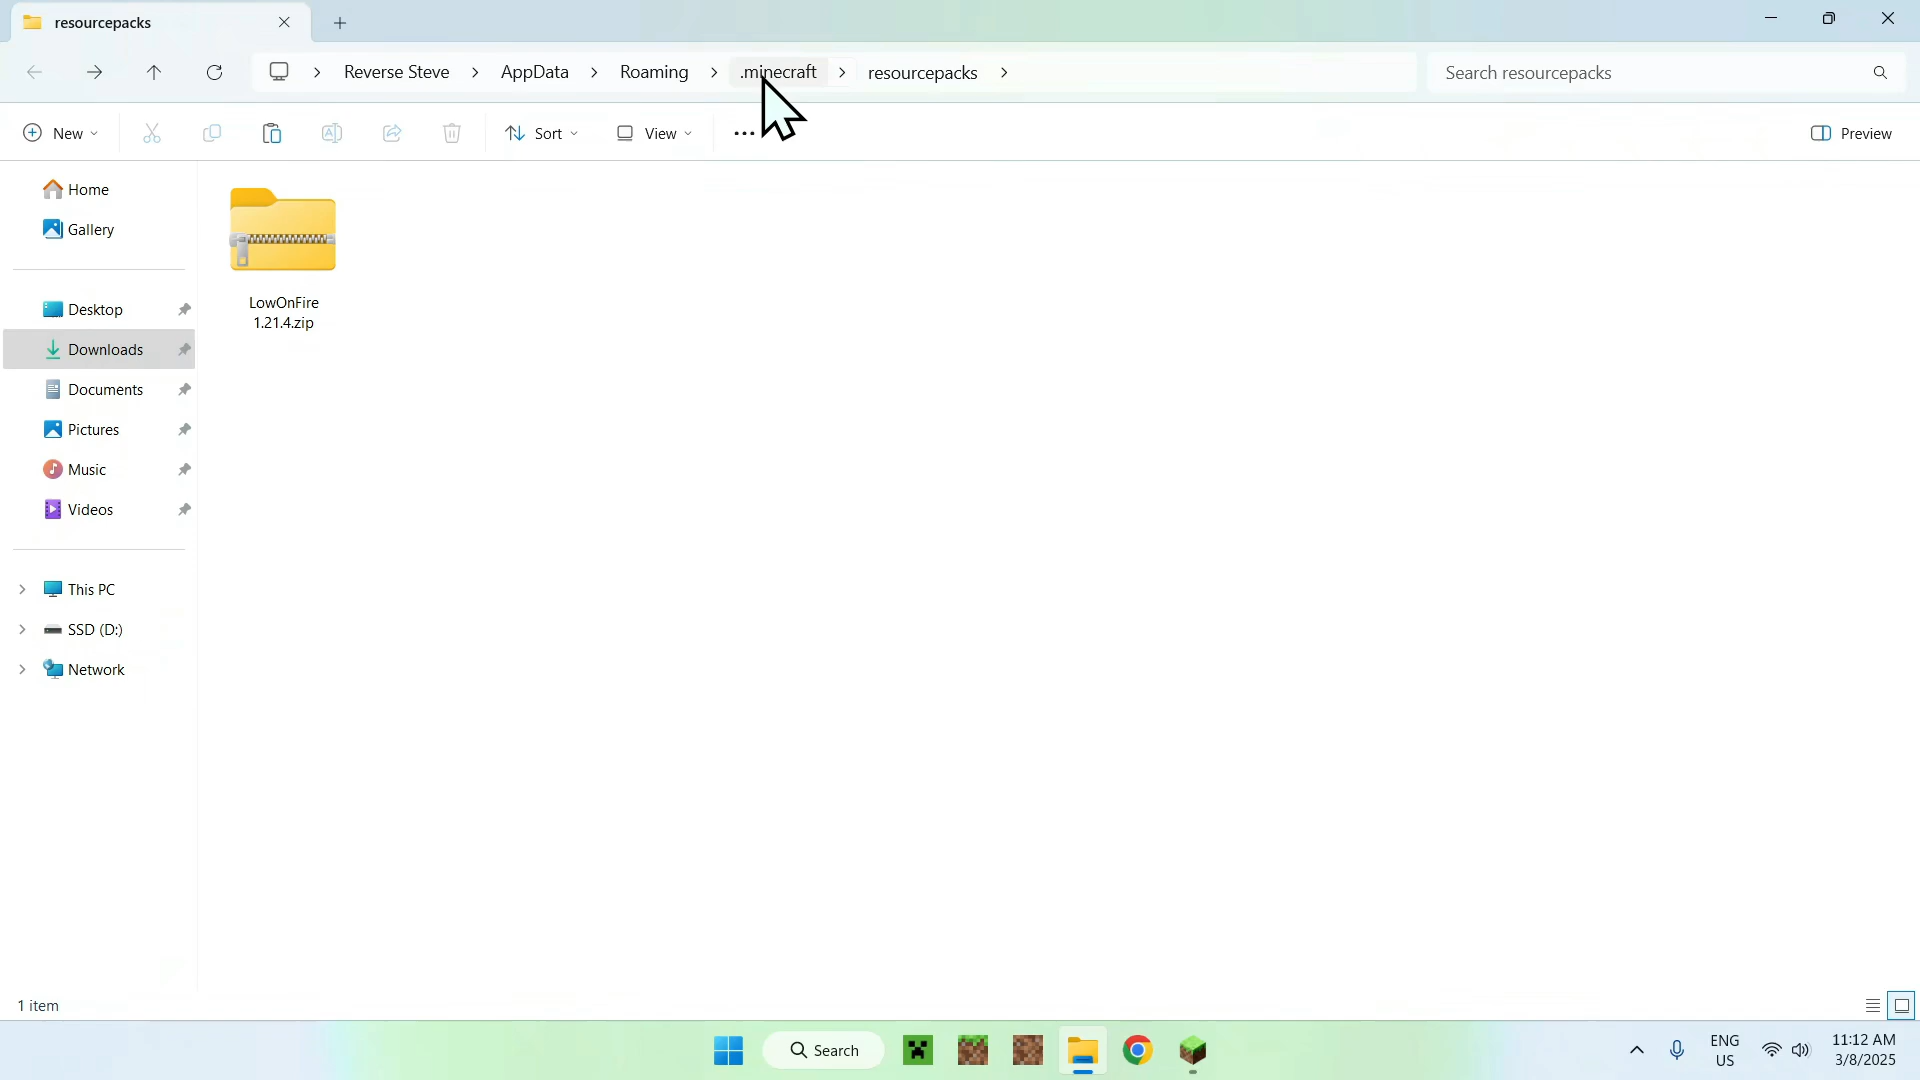 resourcepacks
Reverse Steve > AppData > Roaming > .minecraft > resourcepacks >
Search resourcepacks
New
Sort
View
Preview
Home
Gallery
Desktop
Downloads
Documents
Pictures
Music
Videos
This PC
SSD (D:)
Network
LowOnFire
1.21.4.zip
1 item
Search
ENG
US
11:12 AM
3/8/2025